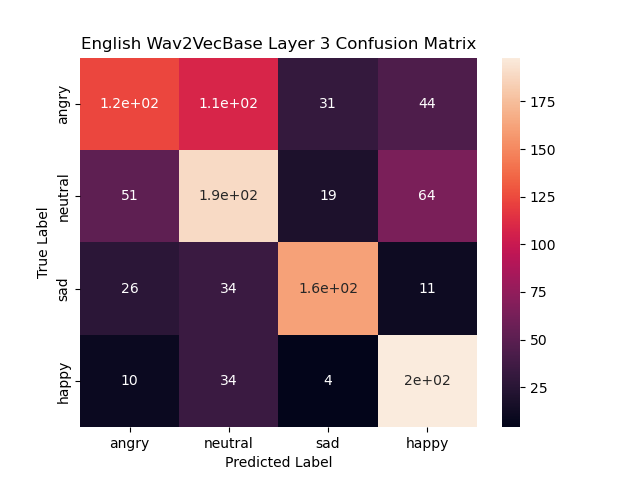 English Wav2VecBase Layer 3 Confusion Matrix
angry 1.2e+02 1.1e+02 31 44
neutral 51 1.9e+02 19 64
sad 26 34 1.6e+02 11
happy 10 34 4 2e+02
angry neutral sad happy
Predicted Label
True Label
175
150
125
100
75
50
25